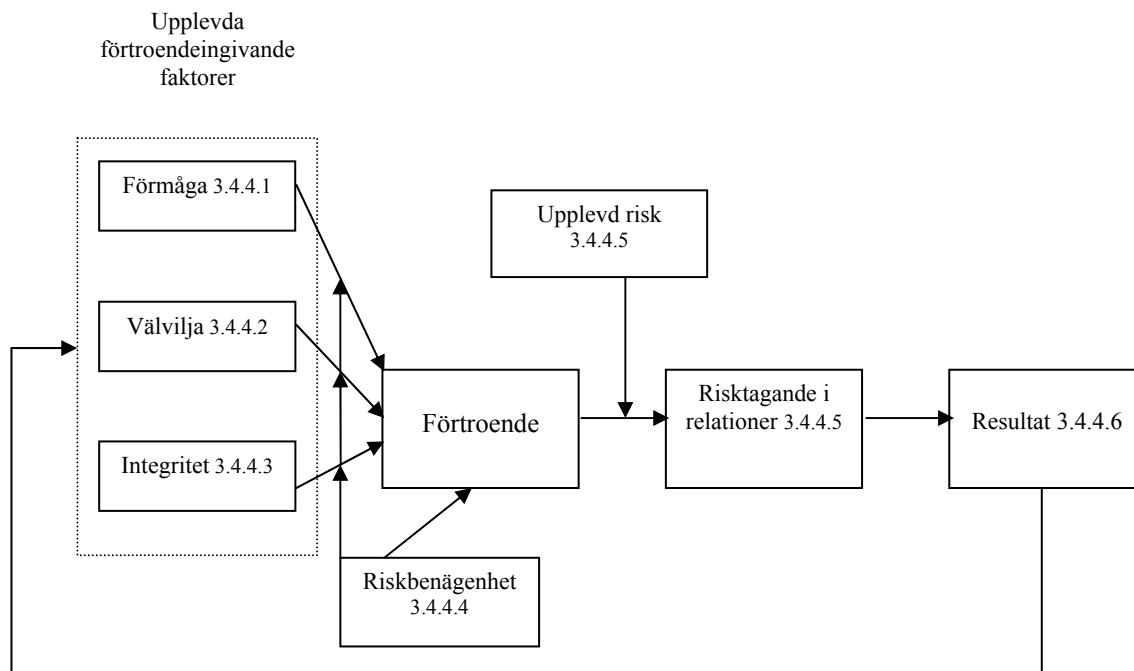 Upplevda
förtroendeingivande
faktorer
Förmåga 3.4.4.1
Välvilja 3.4.4.2
Integritet 3.4.4.3
Upplevd risk
3.4.4.5
Förtroende
Risktagande i
relationer 3.4.4.5
Resultat 3.4.4.6
Riskbenägenhet
3.4.4.4